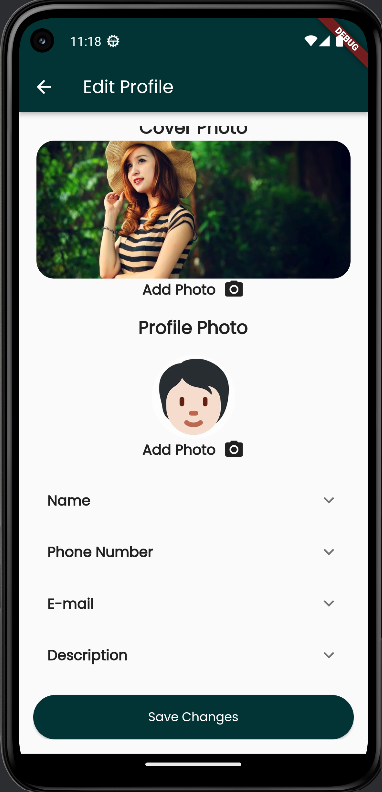 11:18
DEBUG
Edit Profile
Cover Photo
Add Photo
Profile Photo
Add Photo
Name
Phone Number
E-mail
Description
Save Changes